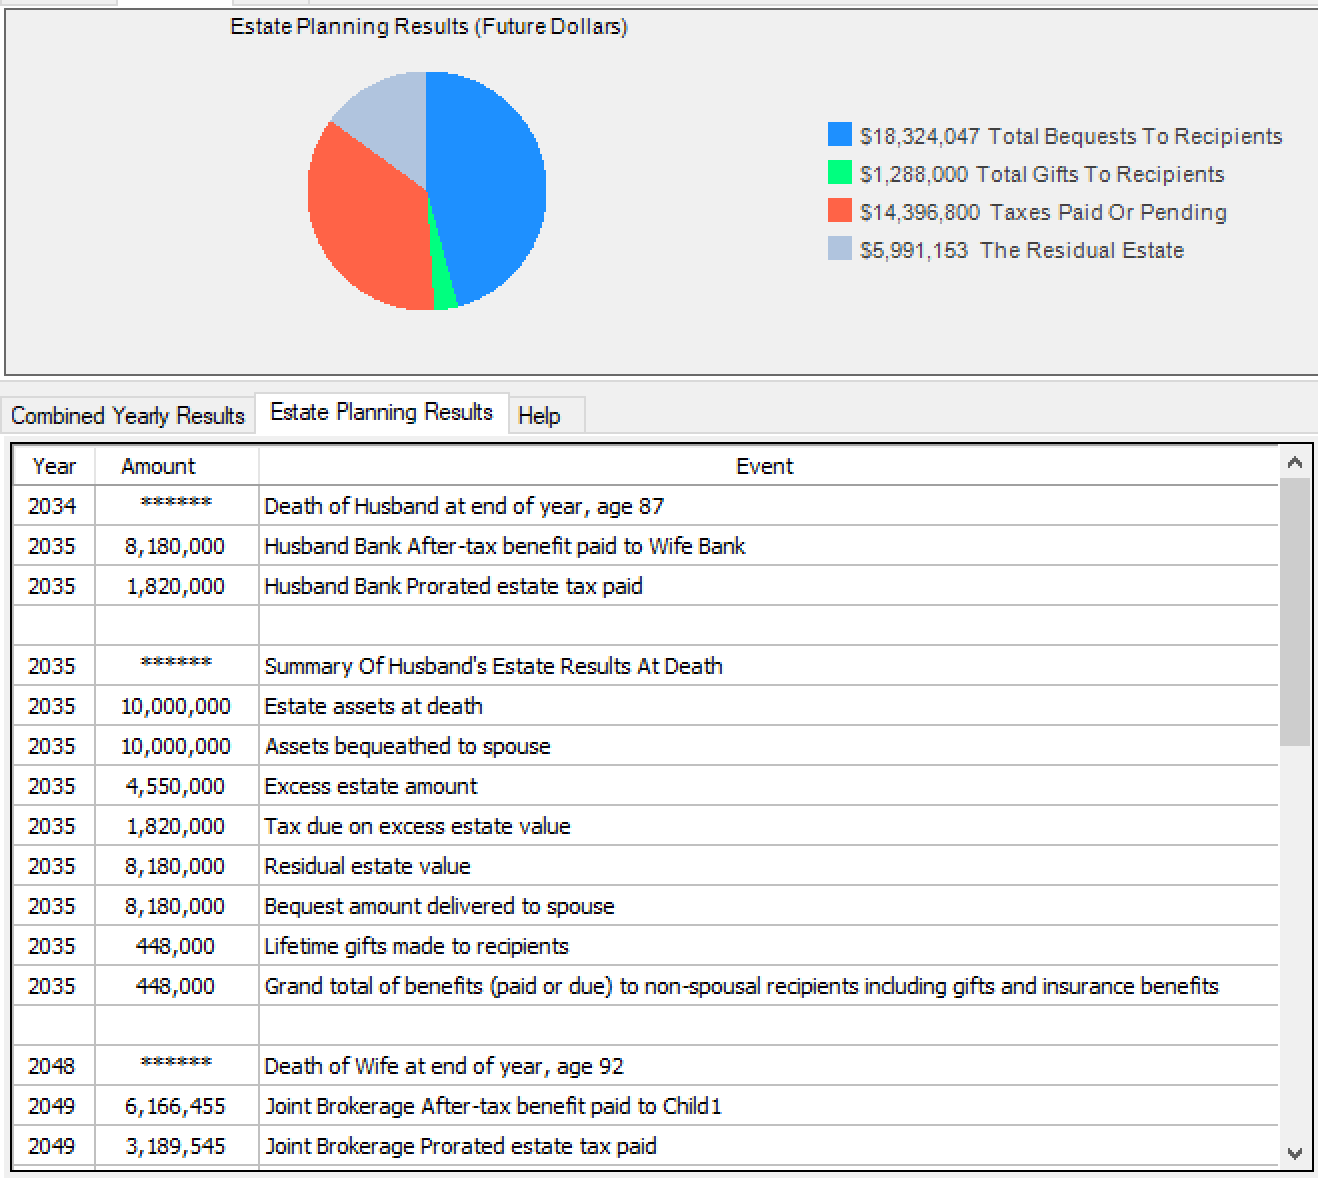 Estate Planning Results (Future Dollars)
$18,324,047 Total Bequests To Recipients
$1,288,000 Total Gifts To Recipients
$14,396,800 Taxes Paid Or Pending
$5,991,153 The Residual Estate
Combined Yearly Results Estate Planning Results Help
Year Amount Event
2034 ****** Death of Husband at end of year, age 87
2035 8,180,000 Husband Bank After-tax benefit paid to Wife Bank
2035 1,820,000 Husband Bank Prorated estate tax paid
2035 ****** Summary Of Husband's Estate Results At Death
2035 10,000,000 Estate assets at death
2035 10,000,000 Assets bequeathed to spouse
2035 4,550,000 Excess estate amount
2035 1,820,000 Tax due on excess estate value
2035 8,180,000 Residual estate value
2035 8,180,000 Bequest amount delivered to spouse
2035 448,000 Lifetime gifts made to recipients
2035 448,000 Grand total of benefits (paid or due) to non-spousal recipients including gifts and insurance benefits
2048 ****** Death of Wife at end of year, age 92
2049 6,166,455 Joint Brokerage After-tax benefit paid to Child1
2049 3,189,545 Joint Brokerage Prorated estate tax paid